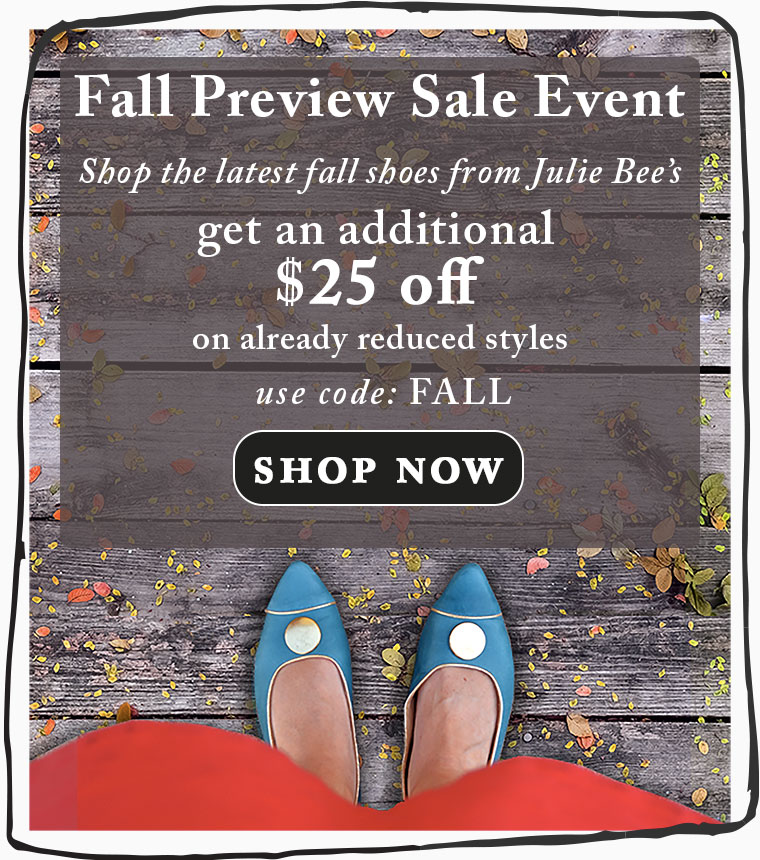 Fall Preview Sale Event
Shop the latest fall shoes from Julie Bee's
get an additional
$25 off
on already reduced styles
use code: FALL
SHOP NOW